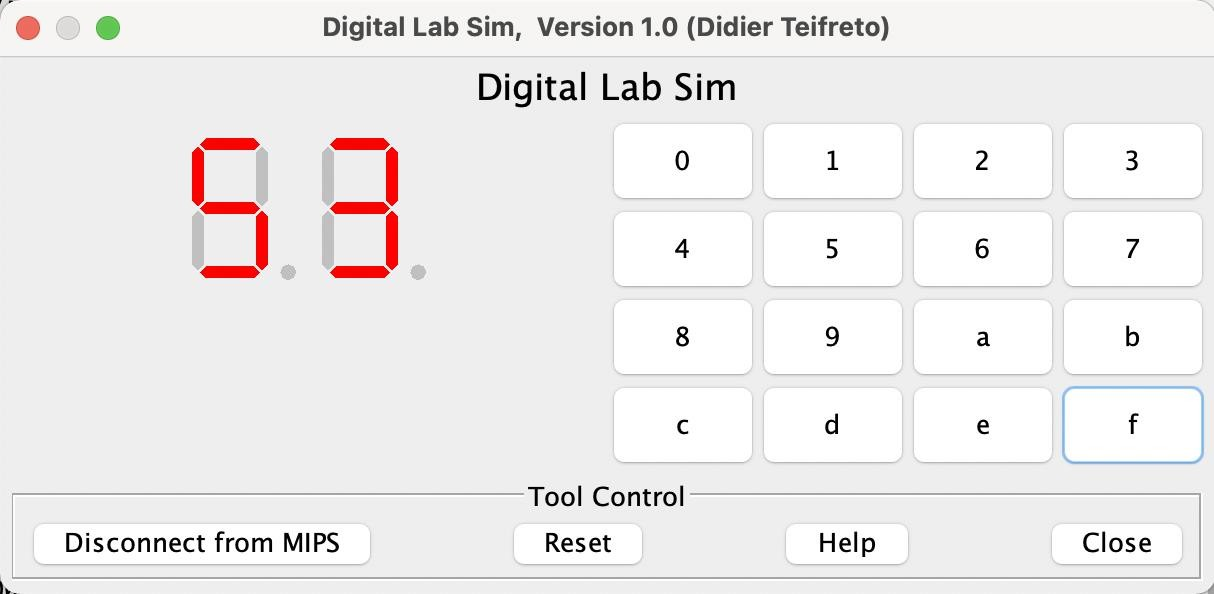 Digital Lab Sim, Version 1.0 (Didier Teifreto)
Digital Lab Sim
53
0 1 2 3
4 5 6 7
8 9 a b
c d e f
Tool Control
Disconnect from MIPS Reset Help Close